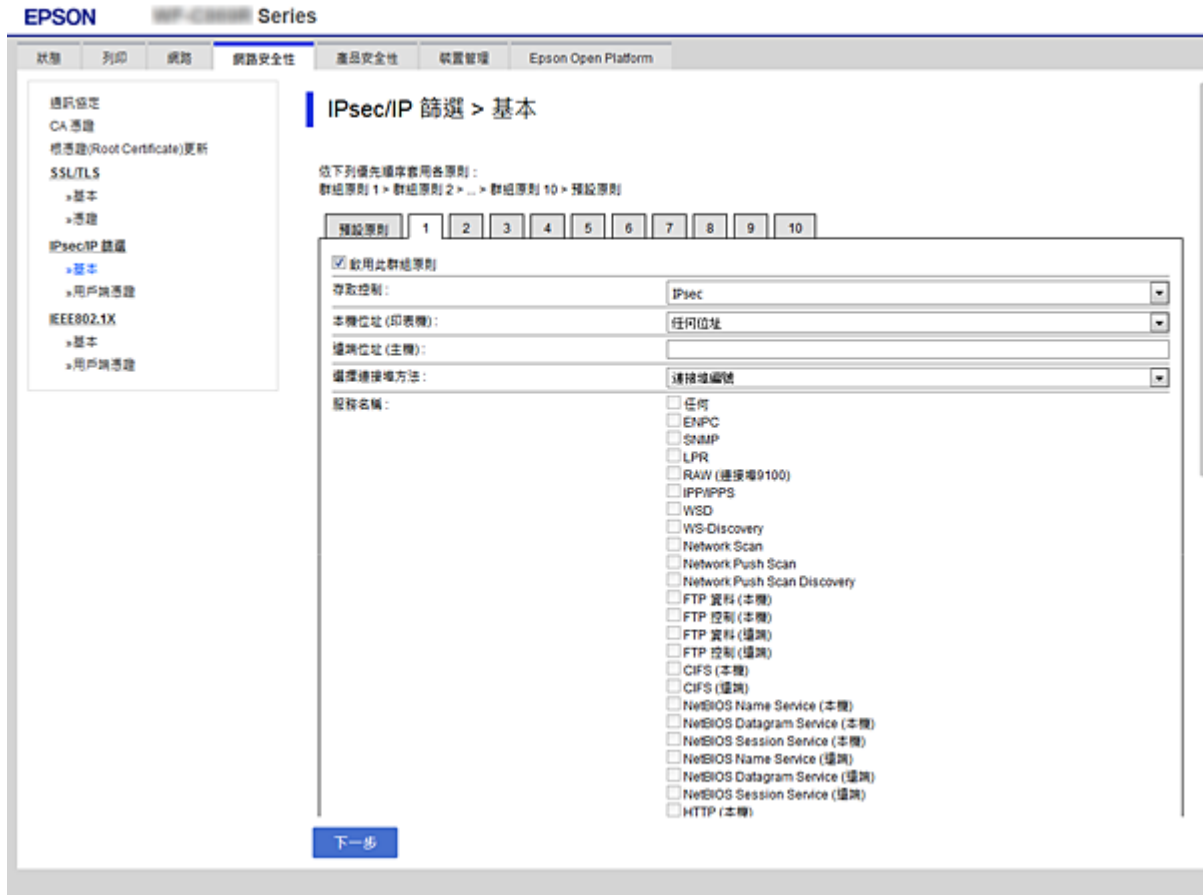 EPSON
Series
狀態 列印 網路 網路安全性 產品安全性 裝置管理 Epson Open Platform
通訊協定
CA 憑證
根憑證(Root Certificate)更新
SSL/TLS
»基本
»憑證
IPsec/IP 篩選
»基本
»用戶端憑證
IEEE802.1X
»基本
»用戶端憑證
IPsec/IP 篩選 > 基本
依下列優先順序套用各原則 :
群組原則 1 > 群組原則 2 > ... > 群組原則 10 > 預設原則
預設原則 1 2 3 4 5 6 7 8 9 10
啟用此群組原則
存取控制 : IPsec
本機位址 (印表機) : 任何位址
遠端位址 (主機) :
選擇連接埠方法 : 連接埠編號
服務名稱 : 任何
ENPC
SNMP
LPR
RAW (連接埠9100)
IPP/IPPS
WSD
WS-Discovery
Network Scan
Network Push Scan
Network Push Scan Discovery
FTP 資料 (本機)
FTP 控制 (本機)
FTP 資料 (遠端)
FTP 控制 (遠端)
CIFS (本機)
CIFS (遠端)
NetBIOS Name Service (本機)
NetBIOS Datagram Service (本機)
NetBIOS Session Service (本機)
NetBIOS Name Service (遠端)
NetBIOS Datagram Service (遠端)
NetBIOS Session Service (遠端)
HTTP (本機)
下一步